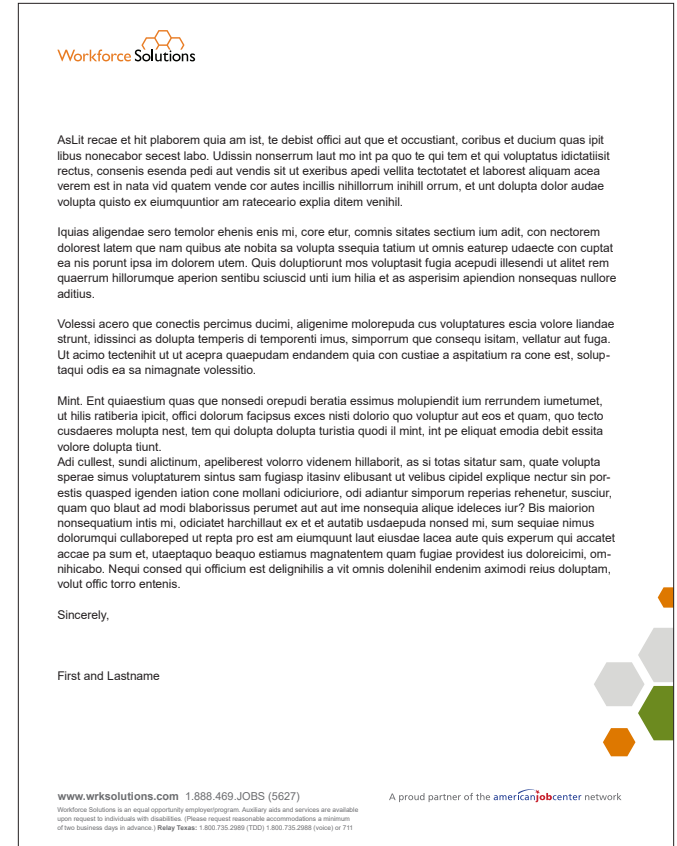 Workforce Solutions
AsLit recae et hit plaborem quia am ist, te debist offici aut que et occustiant, coribus et ducium quas ipit
libus nonecabor secest labo. Udissin nonserrum laut mo int pa quo te qui tem et qui voluptatus idictatiisit
rectus, consenis esenda pedi aut vendis sit ut exeribus apedi vellita tectotatet et laborest aliquam acea
verem est in nata vid quatem vende cor autes incillis nihillorrum inihill orrum, et unt dolupta dolor audae
volupta quisto ex eiumquuntior am ratecearío explia ditem venihil.
Iquias aligendae sero temolor ehenis enis mi, core etur, comnis sitates sectium ium adit, con nectorem
dolorest latem que nam quibus ate nobita sa volupta ssequia tatium ut omnis eaturep udaecte con cuptat
ea nis porunt ipsa im dolorem utem. Quis doluptiorunt mos voluptasit fugia acepudi illesendi ut alitet rem
quaerrum hillorumque aperion sentibu sciuscid unti ium hilia et as asperisim apiendion nonsequas nullore
aditius.
Volessi acero que conectis percimus ducimi, aligenime molorepuda cus voluptatures escia volore liandae
strunt, idissinci as dolupta temperis di temporenti imus, simporrum que consequ isitam, vellatur aut fuga.
Ut acimo tectenihit ut ut acepra quaepudam endandem quia con custiae a aspitatium ra cone est, solup-
taqui odis ea sa nimagnate volessitio.
Mint. Ent quiaestium quas que nonsedi orepudi beratia essimus molupiendit ium rerrundem iumetumet,
ut hilis ratiberia ipicit, offici dolorum facipsus exces nisti dolorio quo voluptur aut eos et quam, quo tecto
cusdaeres molupta nest, tem qui dolupta dolupta turistia quodi il mint, int pe eliquat emodia debit essita
volore dolupta tiunt.
Adi cullest, sundi alictinum, apeliberest volorro videnem hillaborit, as si totas sitatur sam, quate volupta
sperae simus voluptaturem sintus sam fugiasp itasinv elibusant ut velibus cipidel explique nectur sin por-
estis quasped igenden iation cone mollani odiciuriore, odi adiantur simporum reperias rehenetur, susciur,
quam quo blaut ad modi blaborissus perumet aut aut ime nonsequia alique ideleces iur? Bis maiorion
nonsequatium intis mi, odiciatet harchillaut ex et et autatib usdaepuda nonsed mi, sum sequiae nimus
dolorumqui cullaboreped ut repta pro est am eiumquunt laut eiusdae lacea aute quis experum qui accatet
accae pa sum et, utaeptaquo beaquo estiamus magnatentem quam fugiae providest ius doloreicimi, om-
nihicabo. Nequi consed qui officium est delignihilis a vit omnis dolenihil endenim aximodi reius doluptam,
volut offic torro entenis.
Sincerely,
First and Lastname
www.wrksolutions.com 1.888.469.JOBS (5627)
Workforce Solutions is an equal opportunity employer/program. Auxiliary aids and services are available
upon request to individuals with disabilities. (Please request reasonable accommodations a minimum
of two business days in advance.) Relay Texas: 1.800.735.2989 (TDD) 1.800.735.2988 (voice) or 711
A proud partner of the americanjobcenter network